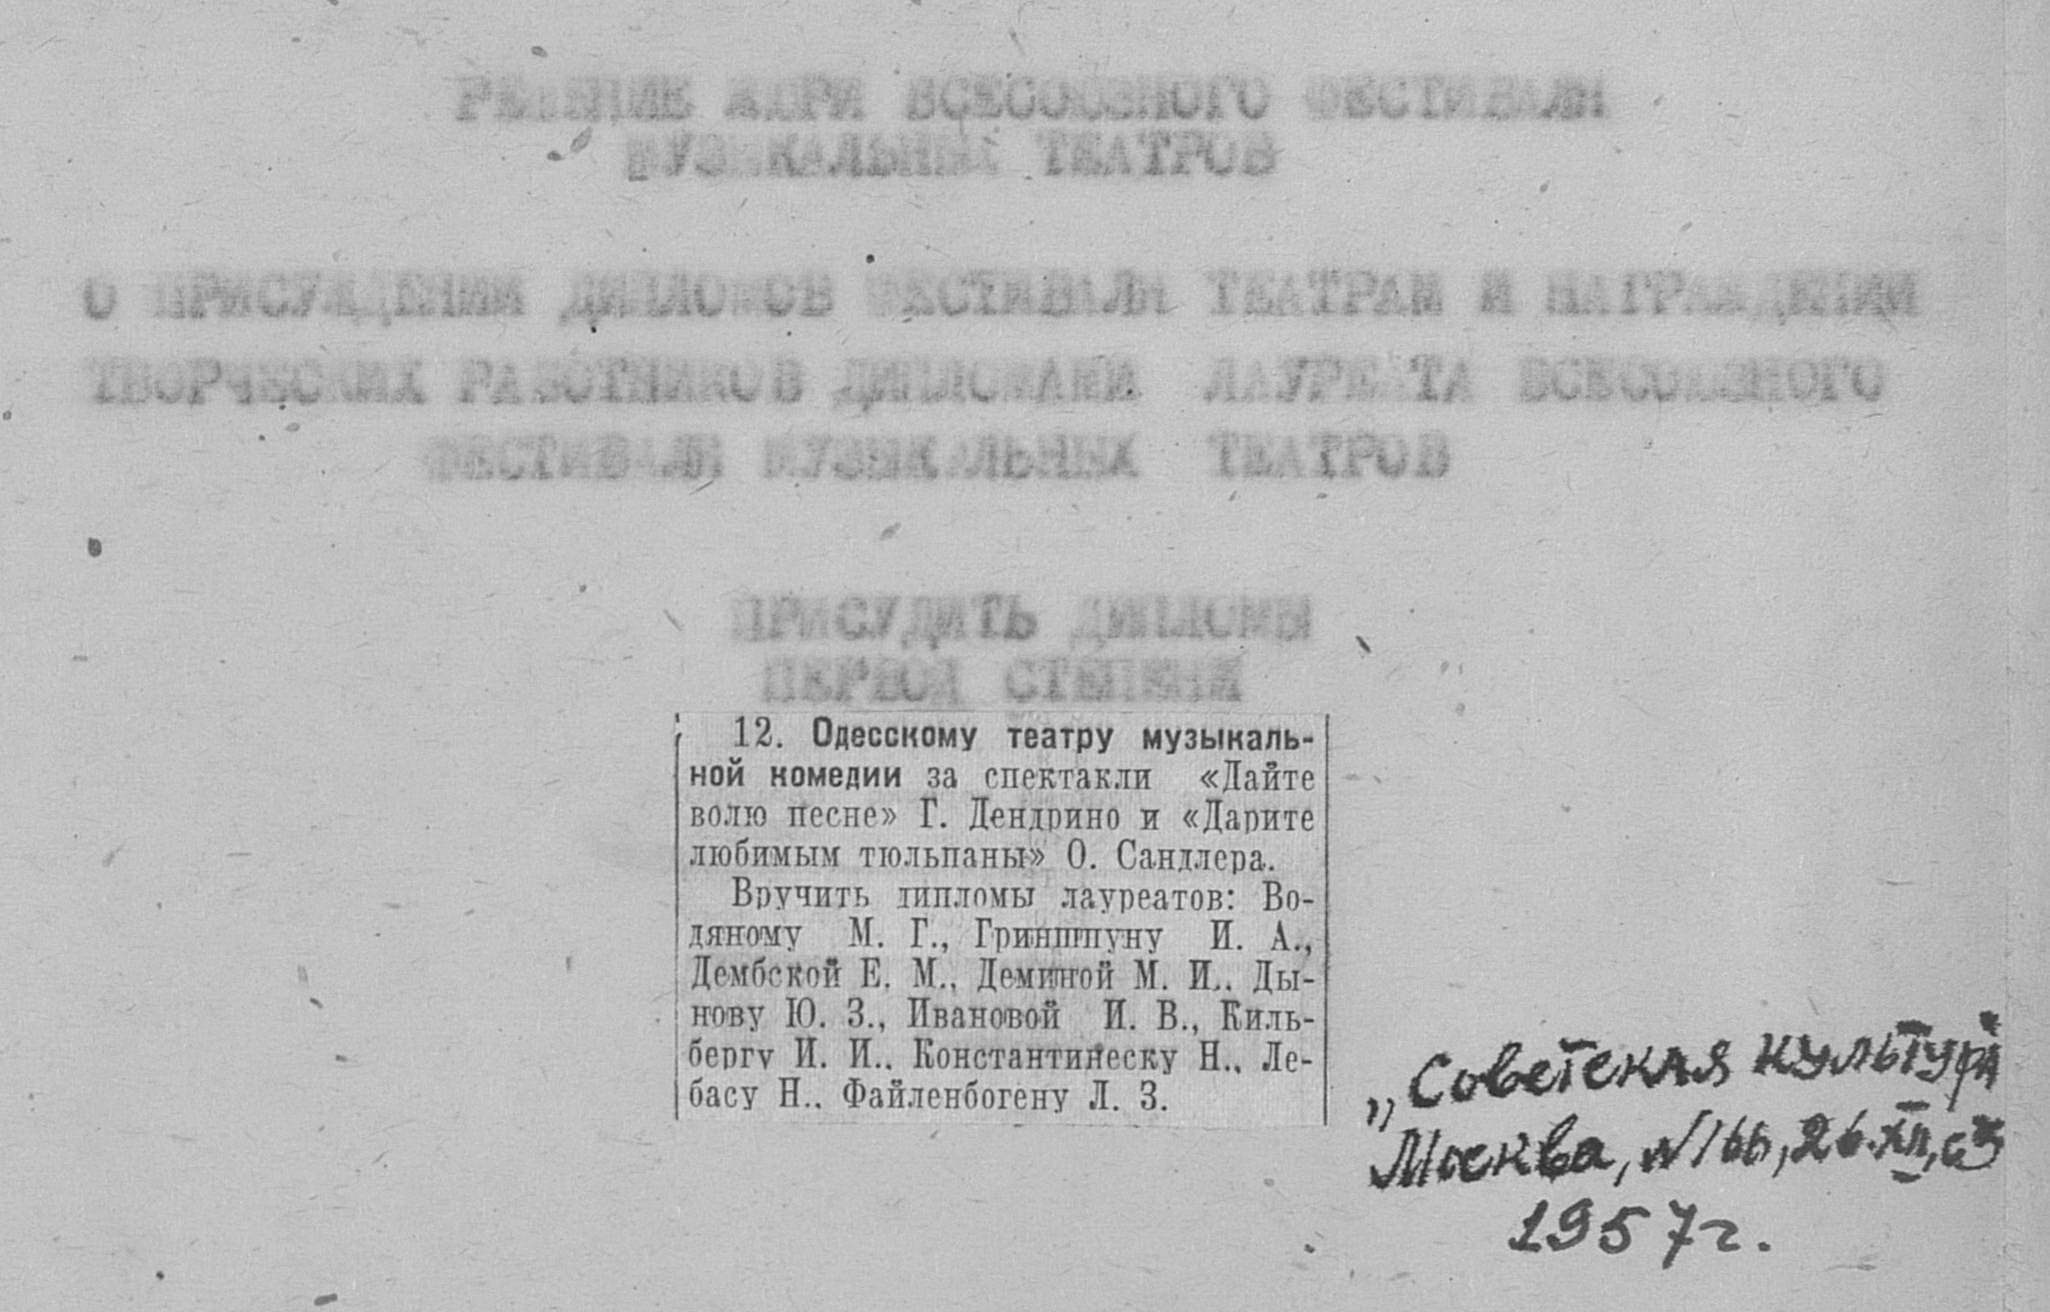 РЕШЕНИЕ ЖЮРИ ВСЕСОЮЗНОГО ФЕСТИВАЛЯ
МУЗЫКАЛЬНЫХ ТЕАТРОВ
О ПРИСУЖДЕНИИ ДИПЛОМОВ ФЕСТИВАЛЯ ТЕАТРАМ И НАГРАЖДЕНИИ
ТВОРЧЕСКИХ РАБОТНИКОВ ДИПЛОМАМИ ЛАУРЕАТА ВСЕСОЮЗНОГО
ФЕСТИВАЛЯ МУЗЫКАЛЬНЫХ ТЕАТРОВ
ПРИСУДИТЬ ДИПЛОМЫ
ПЕРВОЙ СТЕПЕНИ
12. Одесскому театру музыкаль-
ной комедии за спектакли «Дайте
волю песне» Г. Дендрино и «Дарите
любимым тюльпаны» О. Сандлера.
Вручить дипломы лауреатов: Во-
дяному М. Г., Гриншпуну И. А.,
Дембской Е. М., Деминой М. И., Ды-
нову Ю. З., Ивановой И. В., Киль-
бергу И. И., Константинеску Н., Ле-
басу Н., Файленбогену Л. З.
„Советская культура
Москва, №166, 26.XII, с3
1957г.